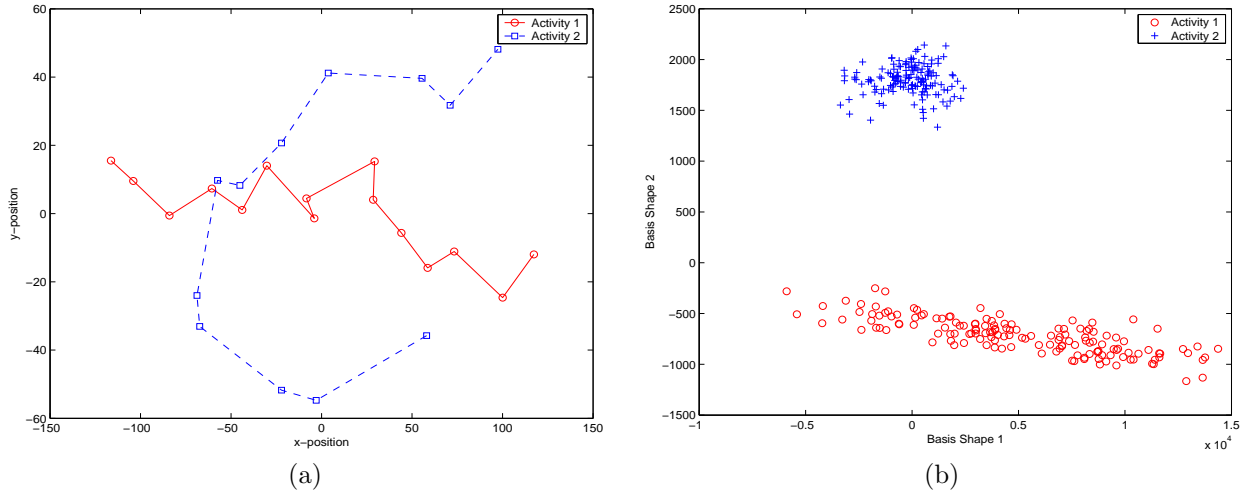 60
40
20
0
−20
−40
−60
−150
−100
−50
0
50
100
150
x−position
y−position
Activity 1
Activity 2
(a)
2500
2000
1500
1000
500
0
−500
−1000
−1500
−1
−0.5
0
0.5
1
1.5
x 10^4
Basis Shape 1
Basis Shape 2
Activity 1
Activity 2
(b)